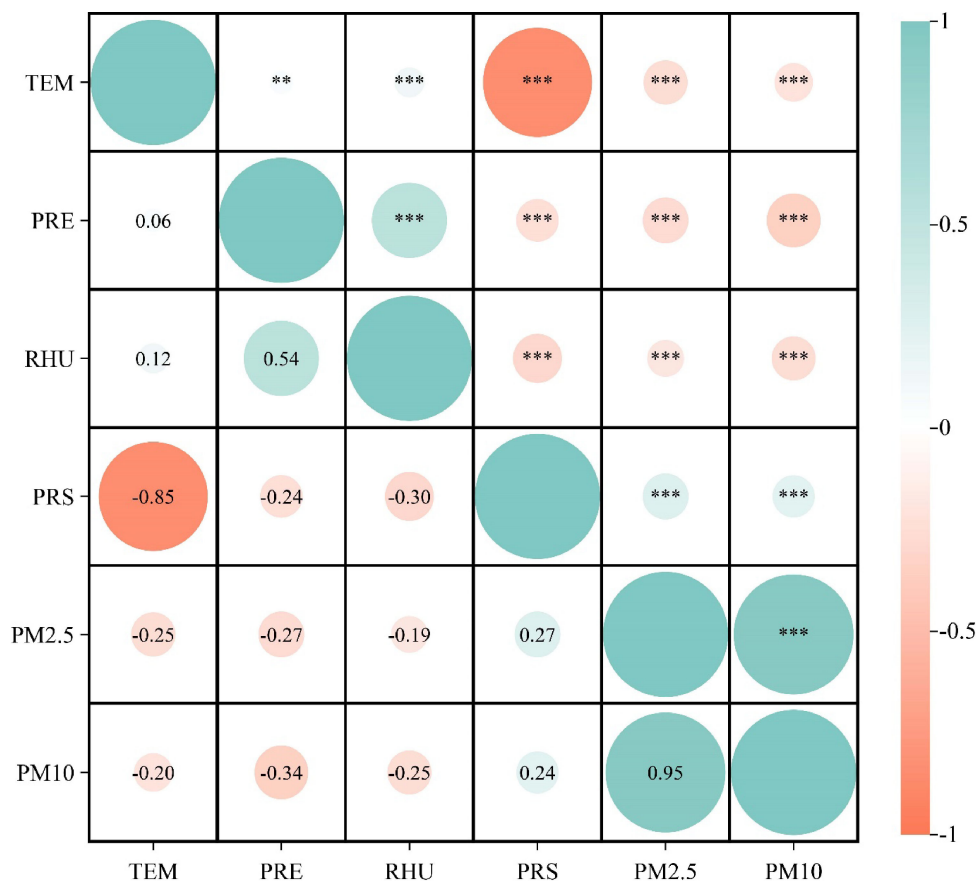 1
TEM ** *** *** *** ***
PRE 0.06 *** *** *** ***
0.5
RHU 0.12 0.54 *** *** ***
0
PRS -0.85 -0.24 -0.30 *** ***
-0.5
PM2.5 -0.25 -0.27 -0.19 0.27 ***
PM10 -0.20 -0.34 -0.25 0.24 0.95
-1
TEM PRE RHU PRS PM2.5 PM10